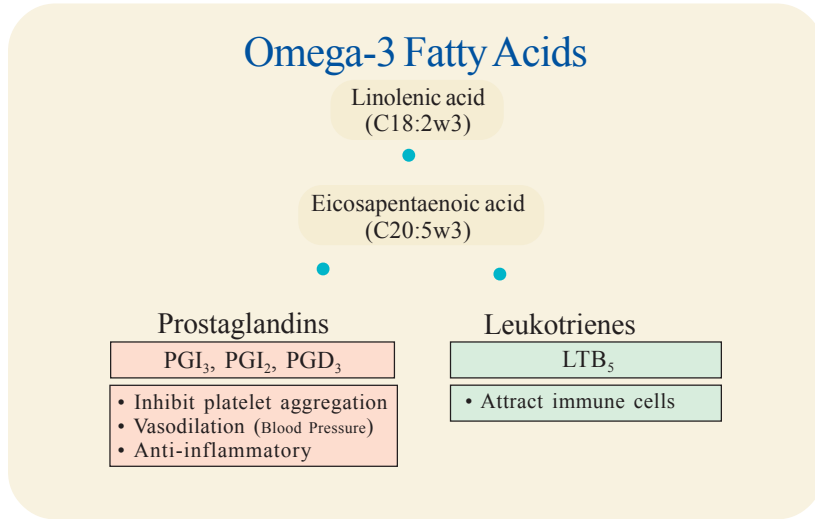 Omega-3 Fatty Acids
Linolenic acid
(C18:2w3)
Eicosapentaenoic acid
(C20:5w3)
Prostaglandins
PGI₃, PGI₂, PGD₃
• Inhibit platelet aggregation
• Vasodilation (Blood Pressure)
• Anti-inflammatory
Leukotrienes
LTB₅
• Attract immune cells